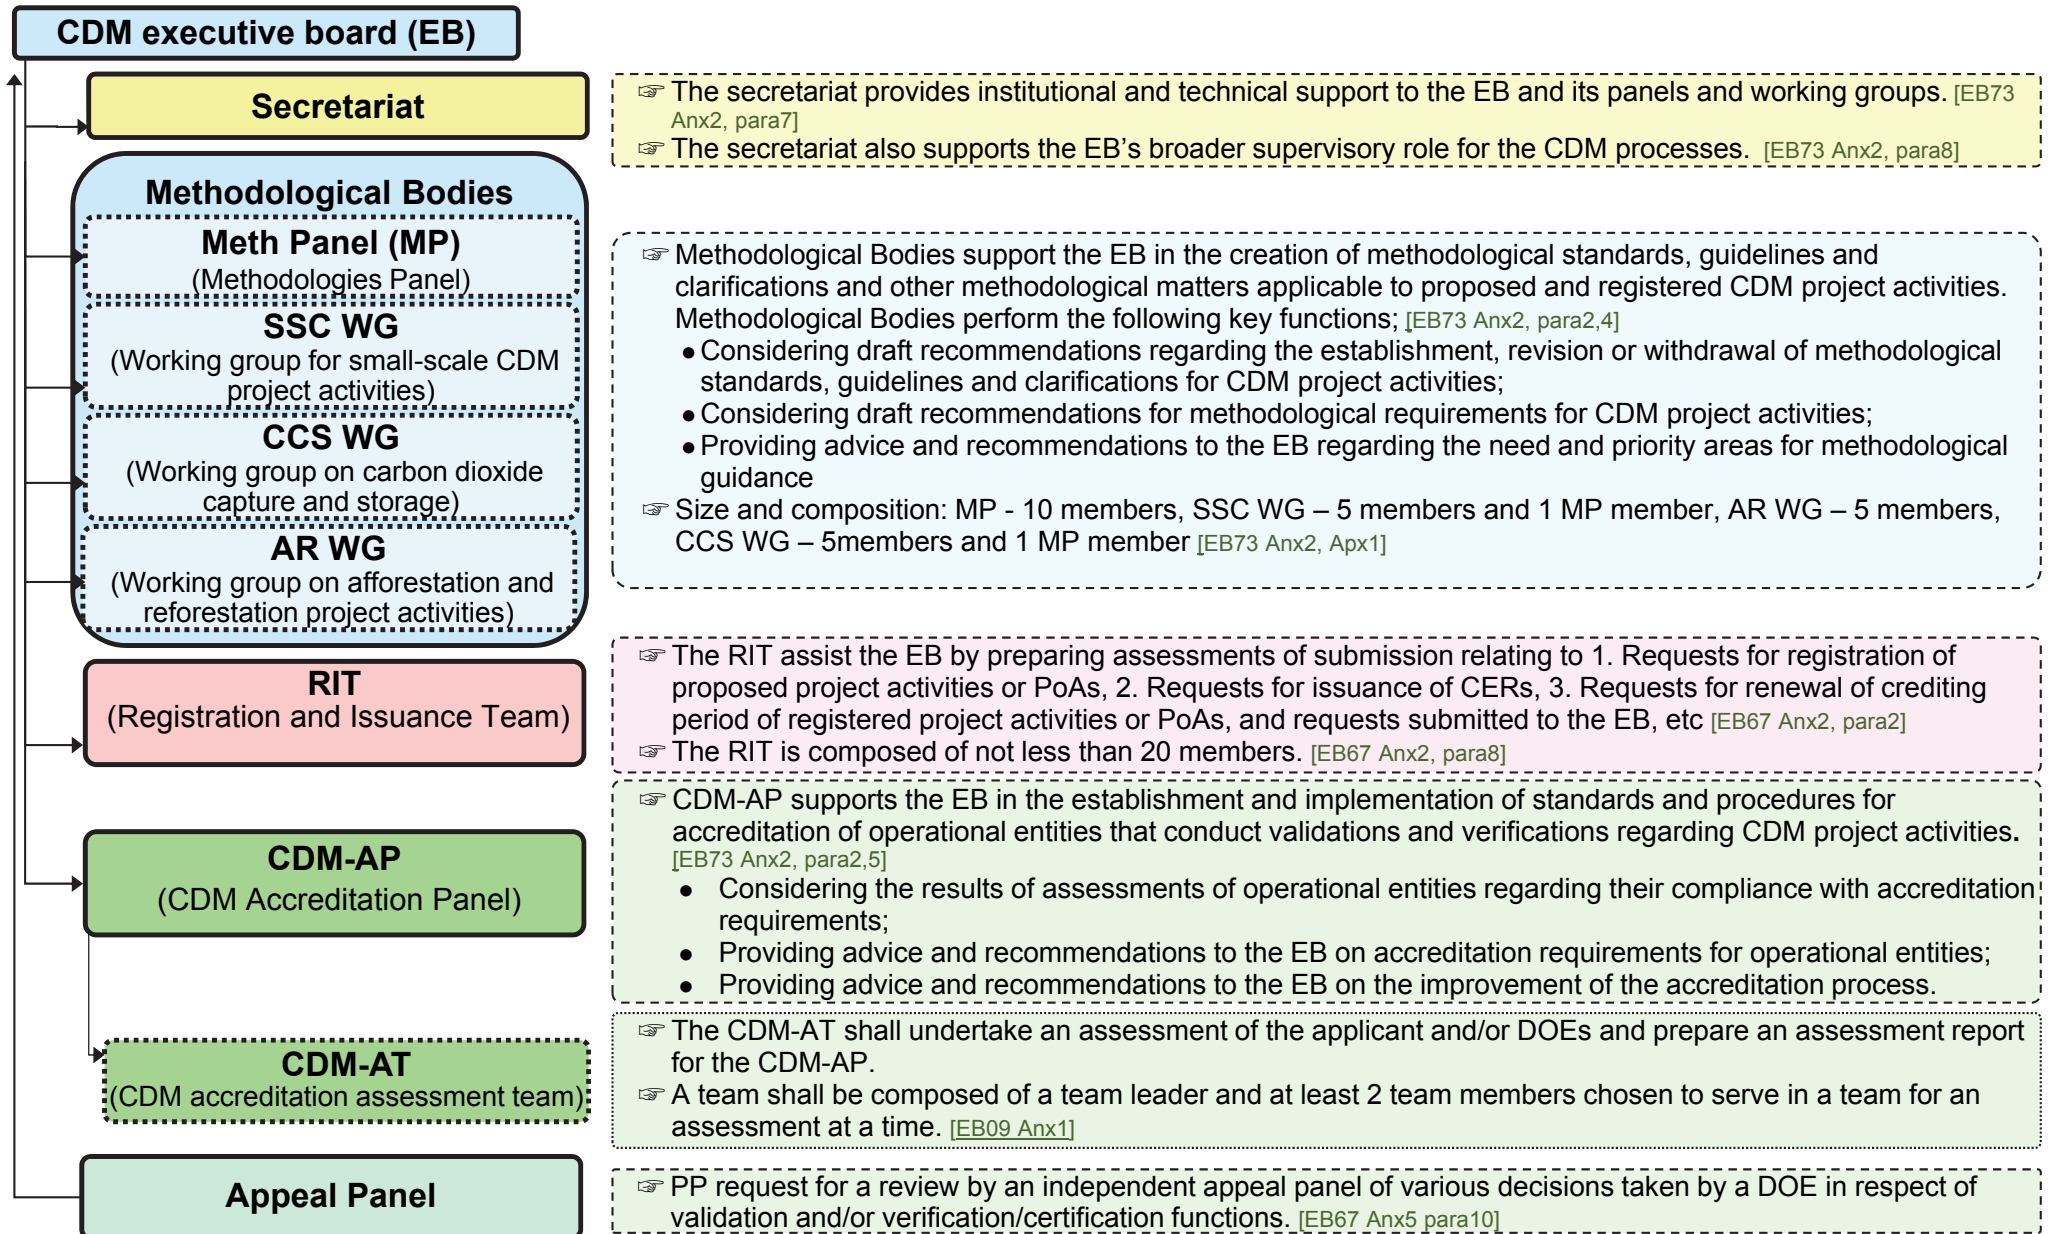 CDM executive board (EB)
Secretariat
☞ The secretariat provides institutional and technical support to the EB and its panels and working groups. [EB73
Anx2, para7]
☞ The secretariat also supports the EB’s broader supervisory role for the CDM processes. [EB73 Anx2, para8]
Methodological Bodies
Meth Panel (MP)
(Methodologies Panel)
SSC WG
(Working group for small-scale CDM
project activities)
CCS WG
(Working group on carbon dioxide
capture and storage)
AR WG
(Working group on afforestation and
reforestation project activities)
☞ Methodological Bodies support the EB in the creation of methodological standards, guidelines and
clarifications and other methodological matters applicable to proposed and registered CDM project activities.
Methodological Bodies perform the following key functions; [EB73 Anx2, para2,4]
● Considering draft recommendations regarding the establishment, revision or withdrawal of methodological
standards, guidelines and clarifications for CDM project activities;
● Considering draft recommendations for methodological requirements for CDM project activities;
● Providing advice and recommendations to the EB regarding the need and priority areas for methodological
guidance
☞ Size and composition: MP - 10 members, SSC WG – 5 members and 1 MP member, AR WG – 5 members,
CCS WG – 5members and 1 MP member [EB73 Anx2, Apx1]
RIT
(Registration and Issuance Team)
☞ The RIT assist the EB by preparing assessments of submission relating to 1. Requests for registration of
proposed project activities or PoAs, 2. Requests for issuance of CERs, 3. Requests for renewal of crediting
period of registered project activities or PoAs, and requests submitted to the EB, etc [EB67 Anx2, para2]
☞ The RIT is composed of not less than 20 members. [EB67 Anx2, para8]
CDM-AP
(CDM Accreditation Panel)
☞ CDM-AP supports the EB in the establishment and implementation of standards and procedures for
accreditation of operational entities that conduct validations and verifications regarding CDM project activities.
[EB73 Anx2, para2,5]
● Considering the results of assessments of operational entities regarding their compliance with accreditation
requirements;
● Providing advice and recommendations to the EB on accreditation requirements for operational entities;
● Providing advice and recommendations to the EB on the improvement of the accreditation process.
CDM-AT
(CDM accreditation assessment team)
☞ The CDM-AT shall undertake an assessment of the applicant and/or DOEs and prepare an assessment report
for the CDM-AP.
☞ A team shall be composed of a team leader and at least 2 team members chosen to serve in a team for an
assessment at a time. [EB09 Anx1]
Appeal Panel
☞ PP request for a review by an independent appeal panel of various decisions taken by a DOE in respect of
validation and/or verification/certification functions. [EB67 Anx5 para10]